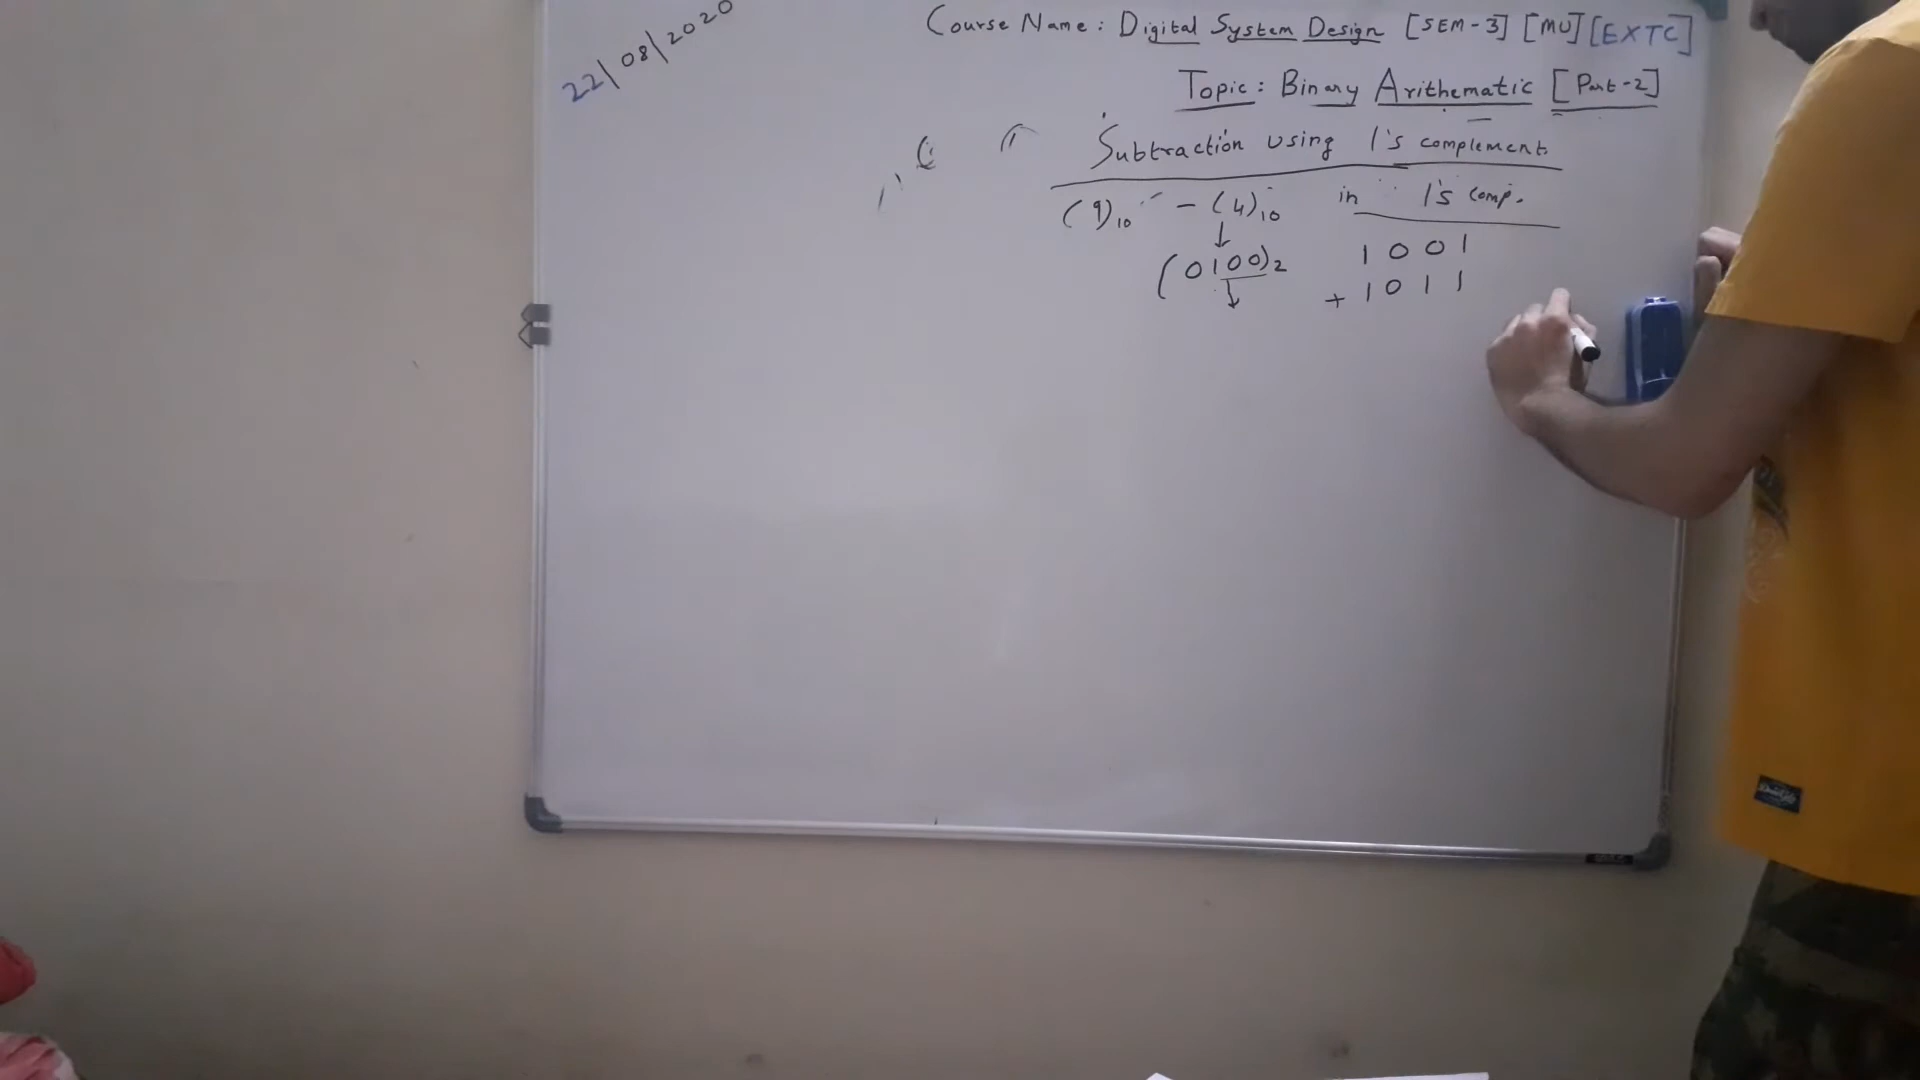 22/08/2020
Course Name: Digital System Design [SEM-3] [MU] [EXTC]
Topic: Binary Arithematic [Part-2]
Subtraction using 1's complement.
(9)10 - (4)10 in 1's comp.
↓
(0100)2
↓
1 0 0 1
+ 1 0 1 1